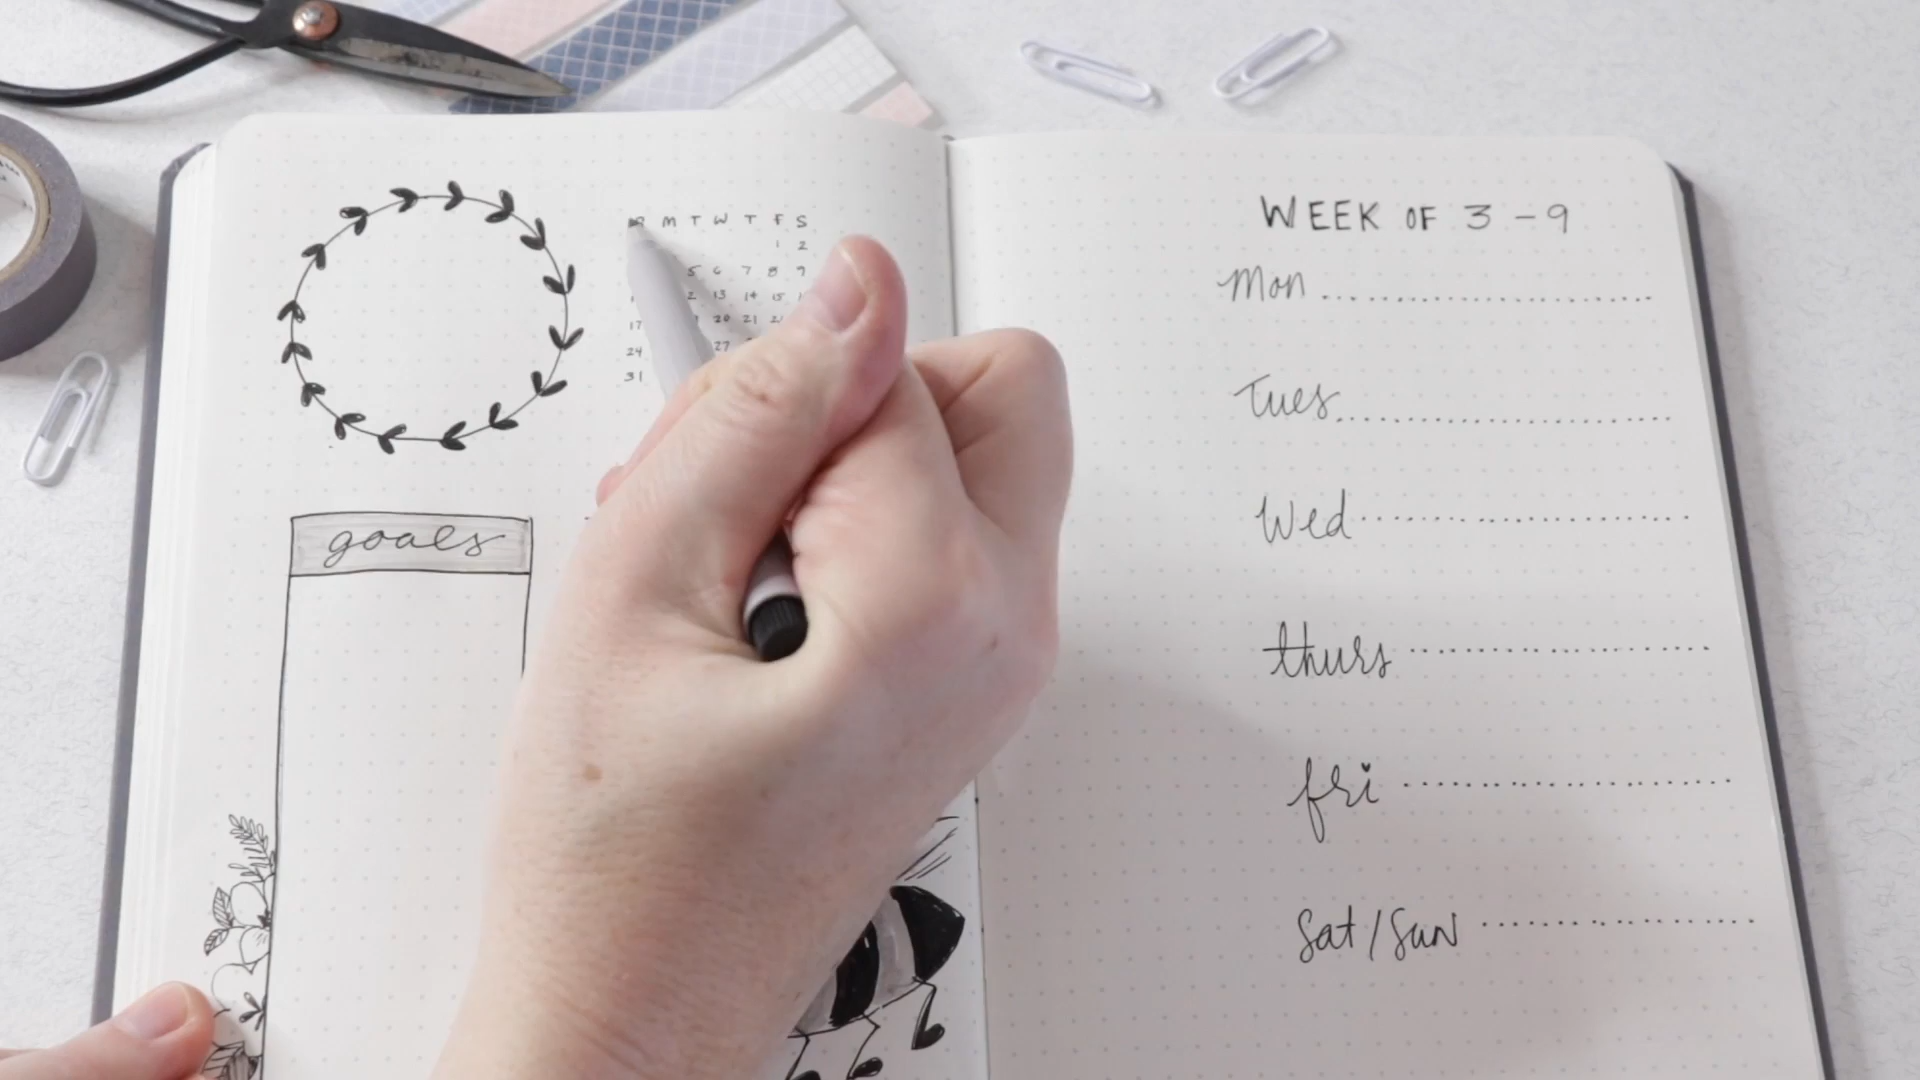 M T W T F S
1 2
5 6 7 8 9
13 14 15
17 20 21
24 27
31
goals
WEEK OF 3 - 9
Mon
Tues
Wed
thurs
fri
Sat/Sun